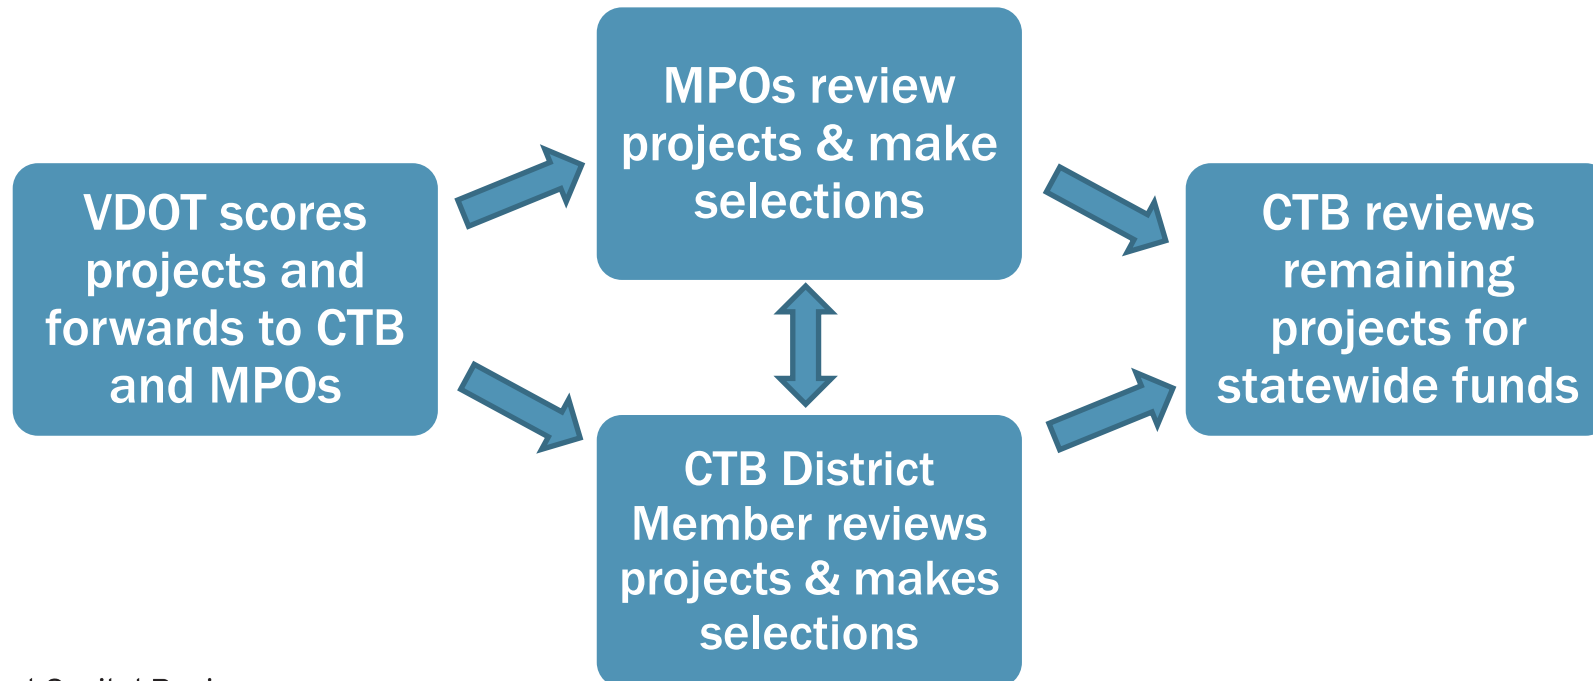 VDOT scores
projects and
forwards to CTB
and MPOs
MPOs review
projects & make
selections
CTB District
Member reviews
projects & makes
selections
CTB reviews
remaining
projects for
statewide funds